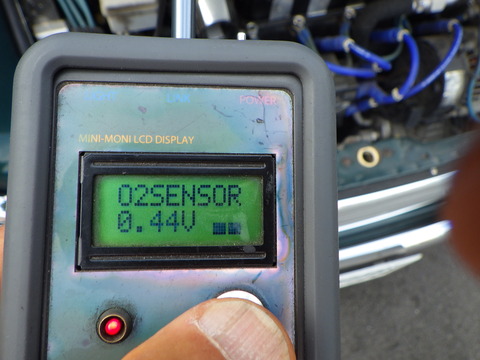 POWER
MINI-MONI LCD DISPLAY
O2SENSOR
0.44V